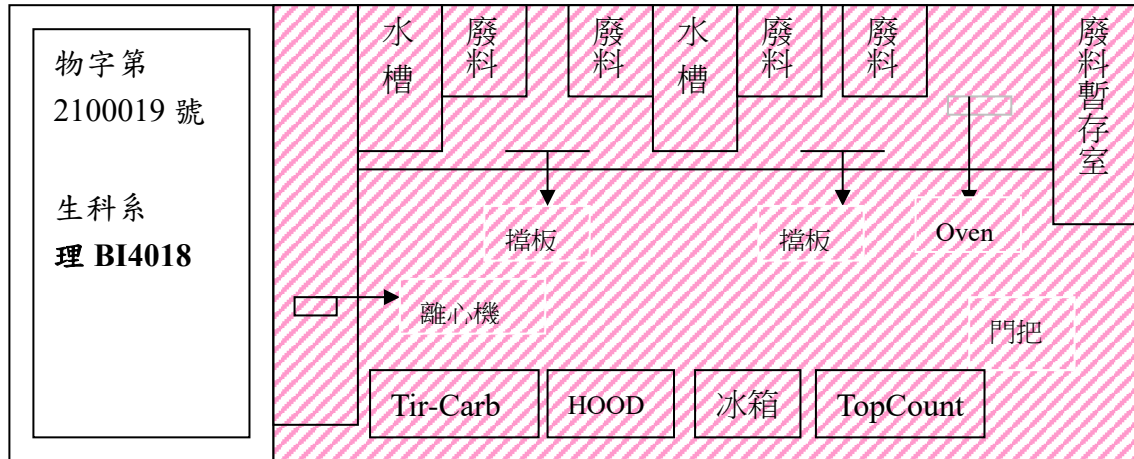 物字第
2100019 號
生科系
理 BI4018
水槽
廢料
廢料
水槽
廢料
廢料
廢料暫存室
擋板
擋板
Oven
離心機
門把
Tir-Carb
HOOD
冰箱
TopCount